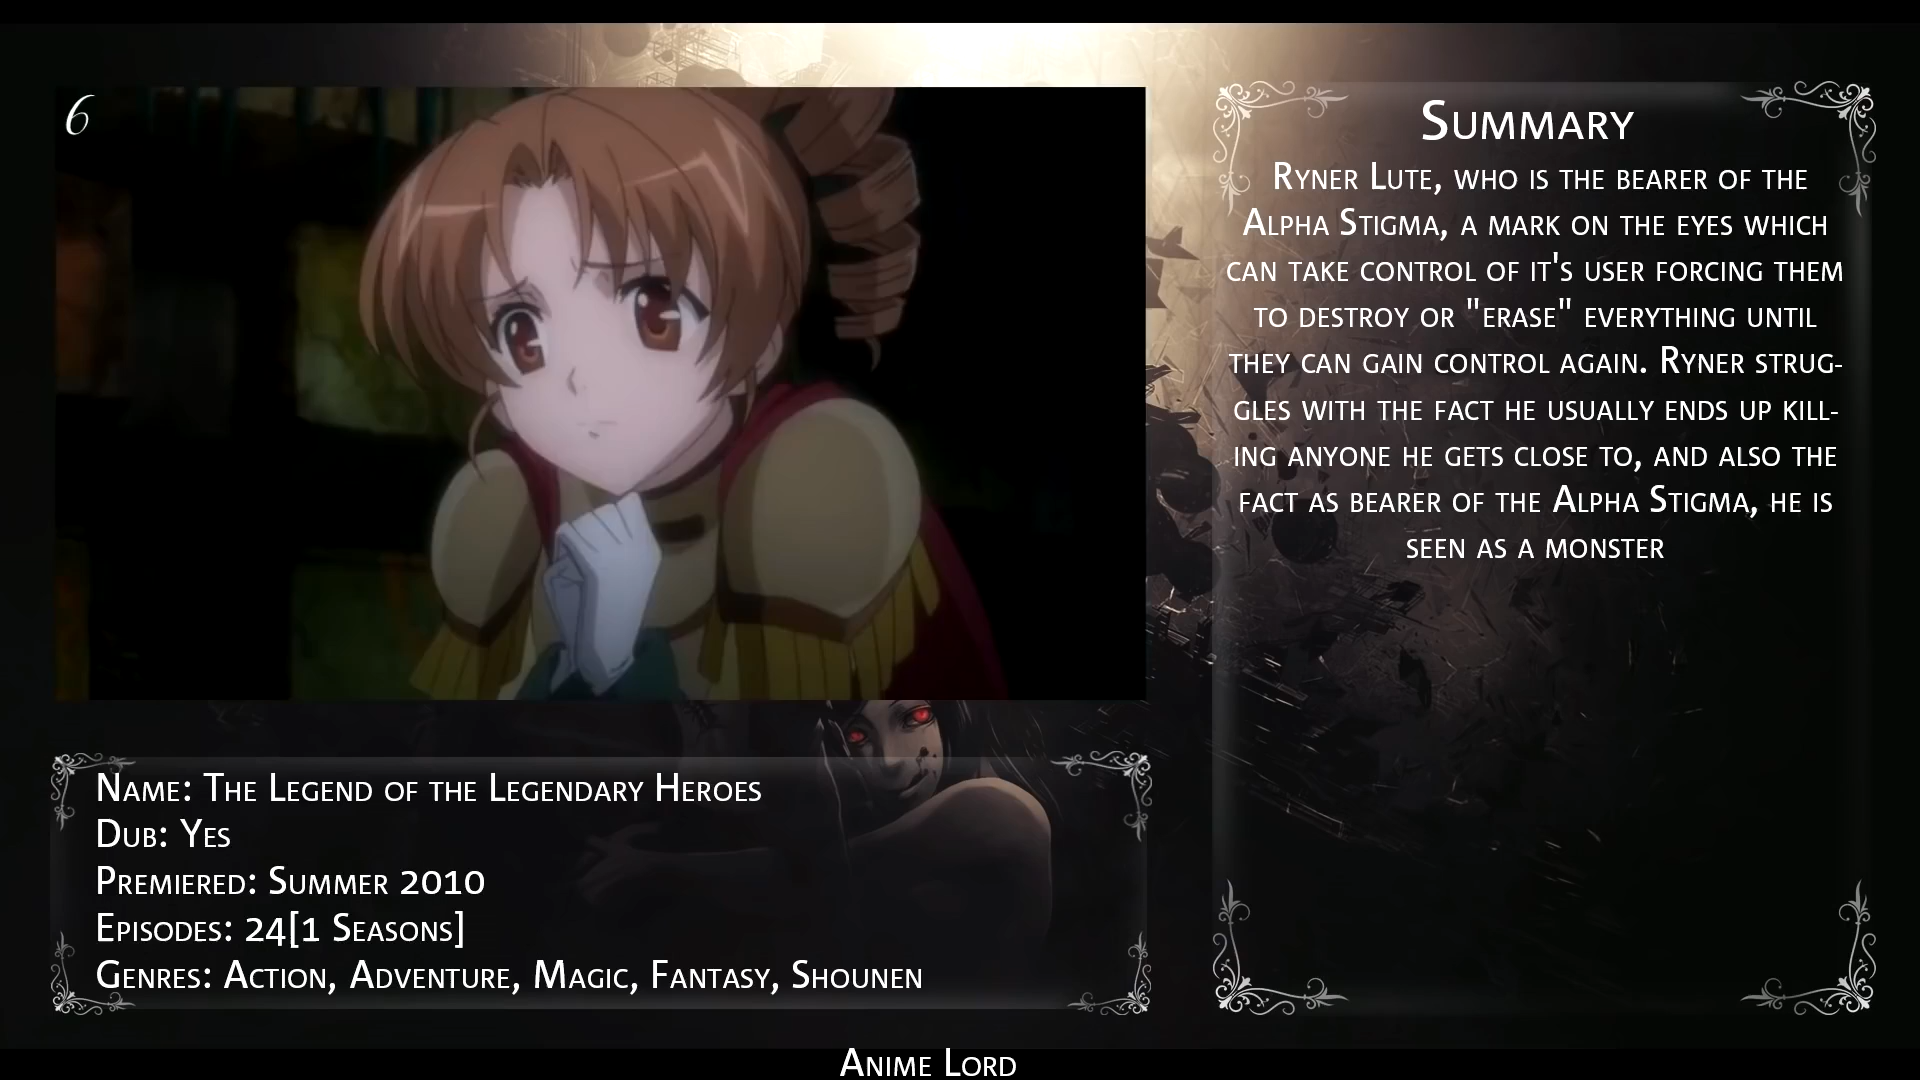 6
Summary
Ryner Lute, who is the bearer of the
Alpha Stigma, a mark on the eyes which
can take control of it's user forcing them
to destroy or "erase" everything until
they can gain control again. Ryner strug-
gles with the fact he usually ends up kill-
ing anyone he gets close to, and also the
fact as bearer of the Alpha Stigma, he is
seen as a monster
Name: The Legend of the Legendary Heroes
Dub: Yes
Premiered: Summer 2010
Episodes: 24[1 Seasons]
Genres: Action, Adventure, Magic, Fantasy, Shounen
Anime Lord